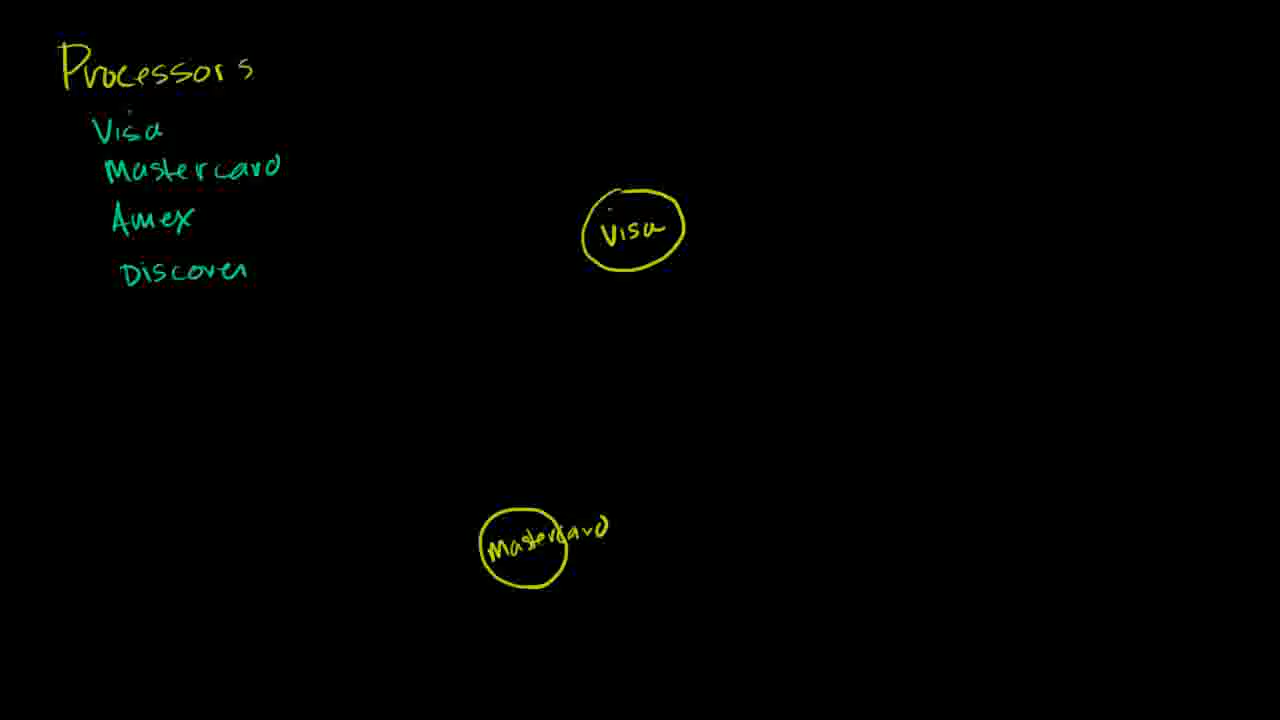 Processors
Visa
Mastercard
Amex
Discover
Visa
Mastercard